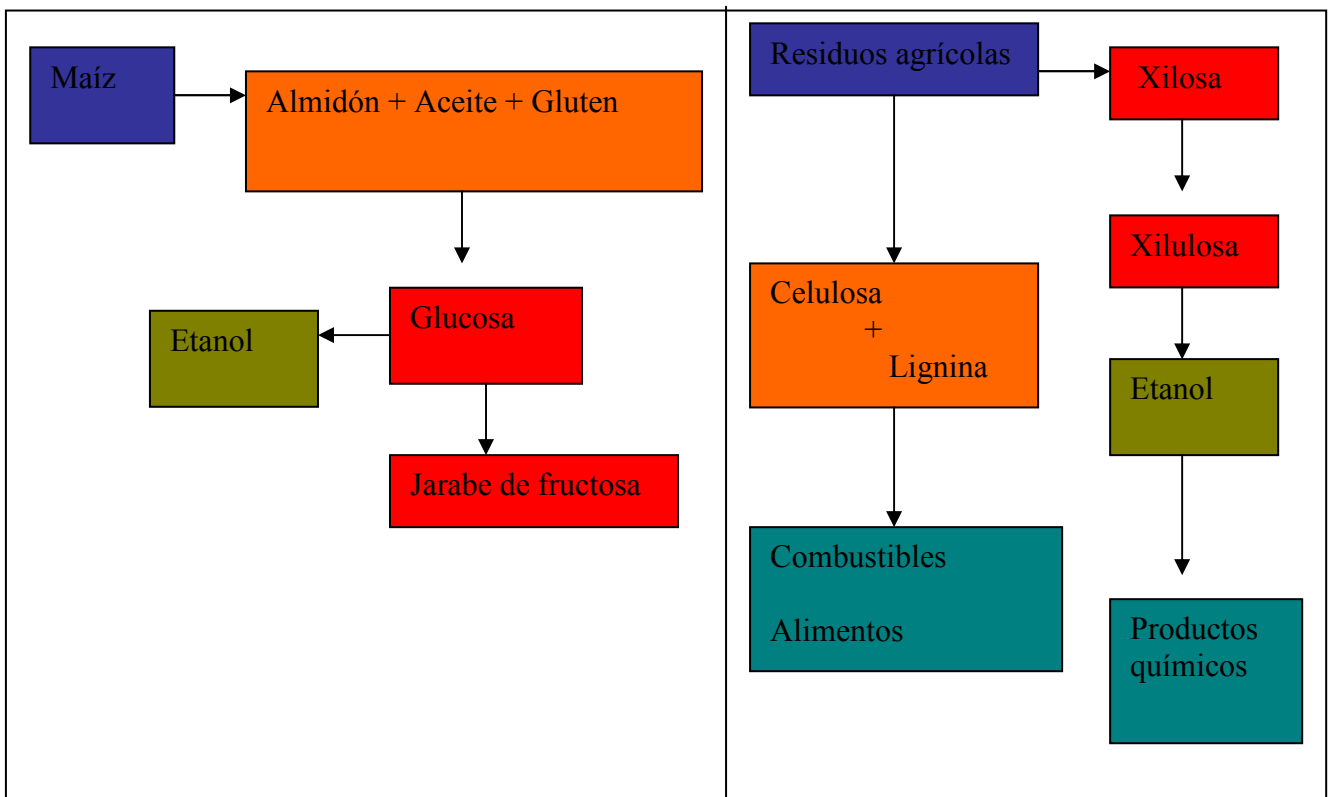 Maíz
Almidón + Aceite + Gluten
Glucosa
Etanol
Jarabe de fructosa
Residuos agrícolas
Xilosa
Xilulosa
Celulosa
+
Lignina
Etanol
Combustibles
Alimentos
Productos
químicos